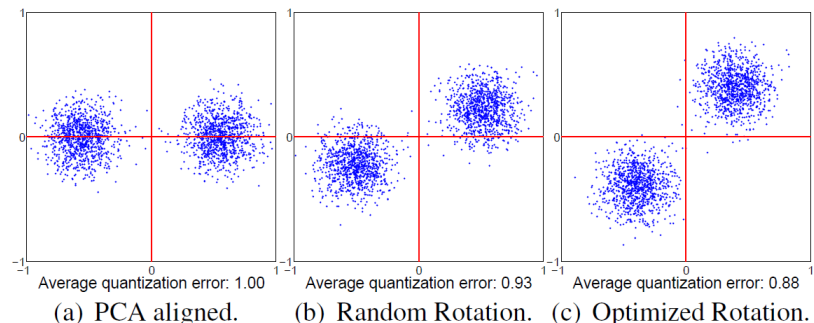 1
0
-1
-1 0 1
Average quantization error: 1.00
(a) PCA aligned.
1
0
-1
-1 0 1
Average quantization error: 0.93
(b) Random Rotation.
1
0
-1
-1 0 1
Average quantization error: 0.88
(c) Optimized Rotation.